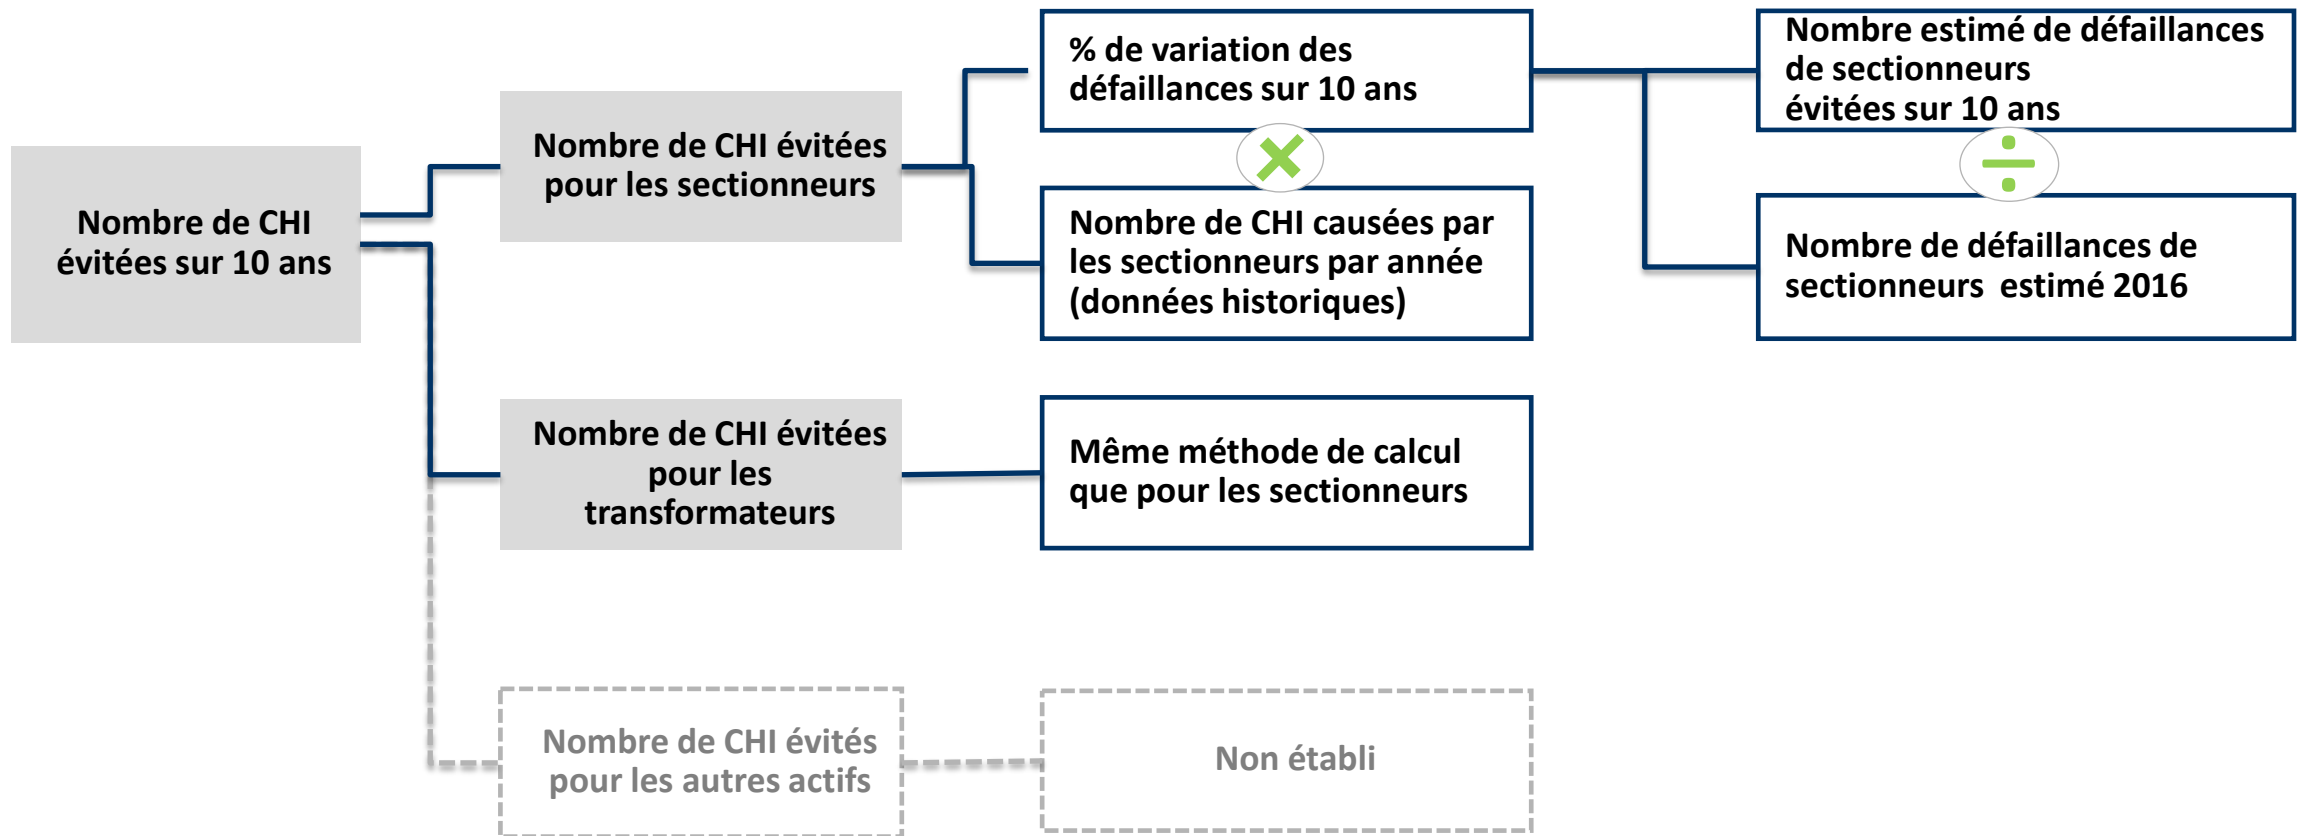 Nombre de CHI
évitées sur 10 ans
Nombre de CHI évitées
pour les sectionneurs
% de variation des
défaillances sur 10 ans
×
Nombre de CHI causées par
les sectionneurs par année
(données historiques)
Nombre estimé de défaillances
de sectionneurs
évitées sur 10 ans
÷
Nombre de défaillances de
sectionneurs  estimé 2016
Nombre de CHI évitées
pour les
transformateurs
Même méthode de calcul
que pour les sectionneurs
Nombre de CHI évités
pour les autres actifs
Non établi